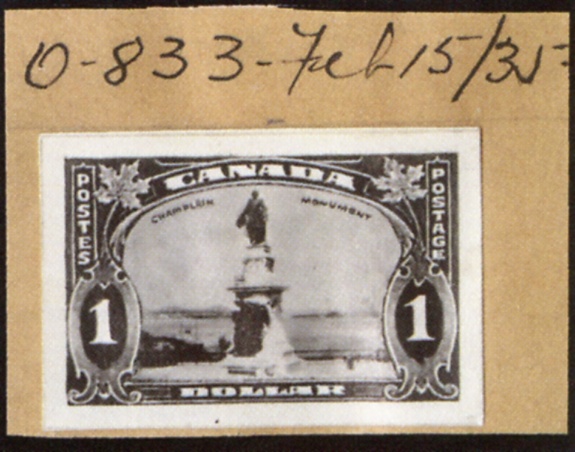 O-833-Feb 15/35-
CANADA
POSTES
POSTAGE
CHAMPLAIN MONUMENT
1 1
DOLLAR